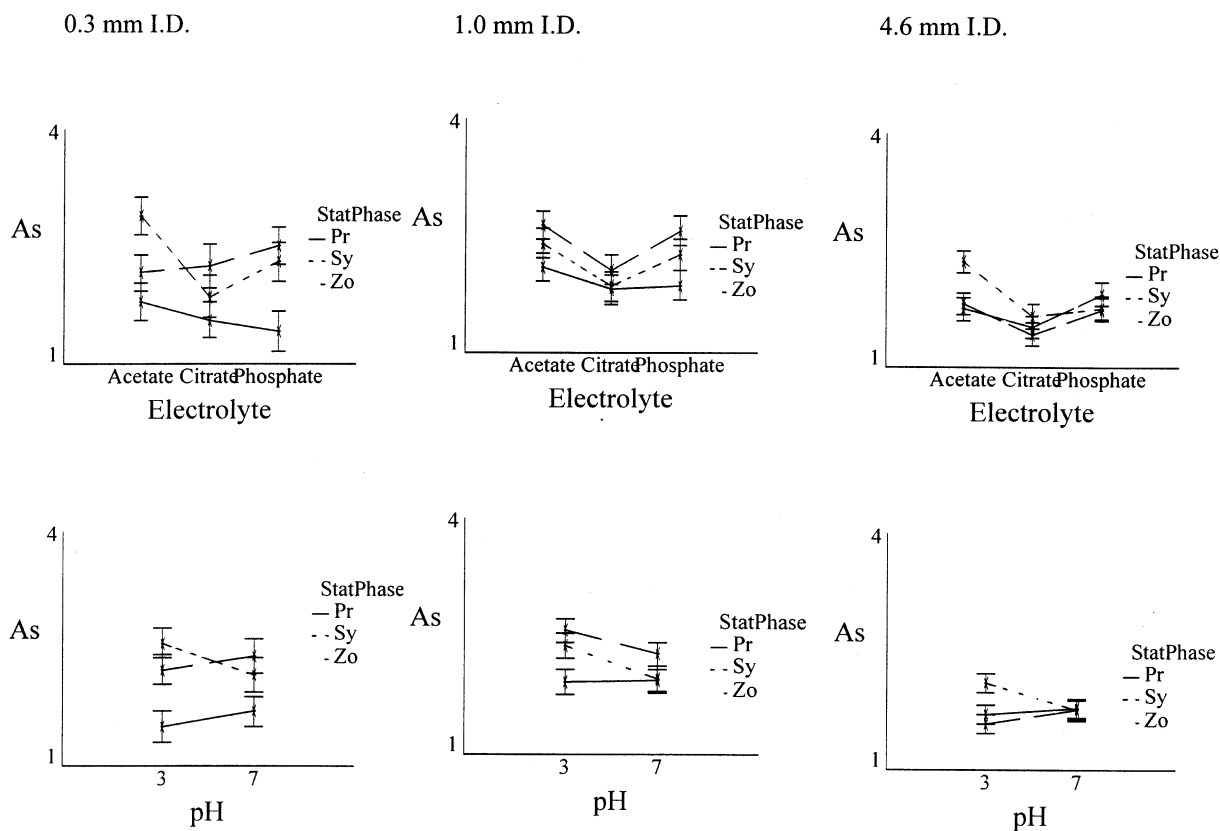 0.3 mm I.D.
1.0 mm I.D.
4.6 mm I.D.
4
As
1
StatPhase
Pr
Sy
Zo
Acetate Citrate Phosphate
Electrolyte
4
As
1
StatPhase
Pr
Sy
Zo
Acetate Citrate Phosphate
Electrolyte
4
As
1
StatPhase
Pr
Sy
Zo
Acetate Citrate Phosphate
Electrolyte
4
As
1
StatPhase
Pr
Sy
Zo
3 7
pH
4
As
1
StatPhase
Pr
Sy
Zo
3 7
pH
4
As
1
StatPhase
Pr
Sy
Zo
3 7
pH